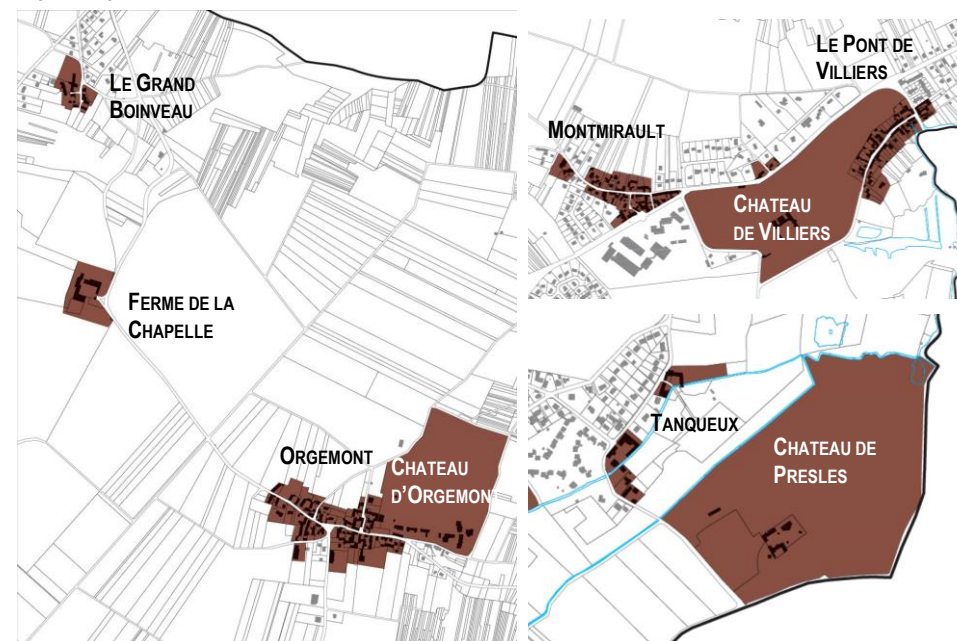 LE GRAND
BOINVEAU
FERME DE LA
CHAPELLE
ORGEMONT
CHATEAU
D'ORGEMON
LE PONT DE
VILLIERS
MONTMIRAULT
CHATEAU
DE VILLIERS
TANQUEUX
CHATEAU DE
PRESLES